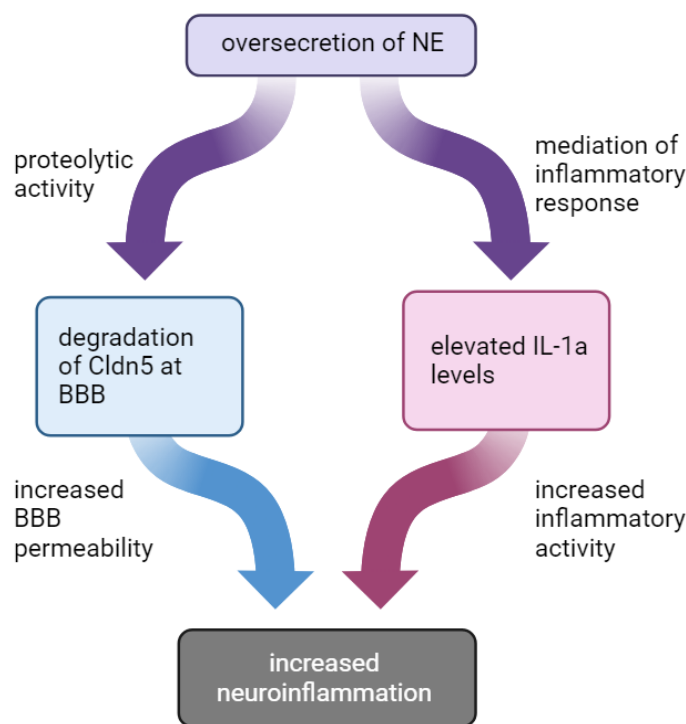 oversecretion of NE
proteolytic
activity
mediation of
inflammatory
response
degradation
of Cldn5 at
BBB
elevated IL-1a
levels
increased
BBB
permeability
increased
inflammatory
activity
increased
neuroinflammation